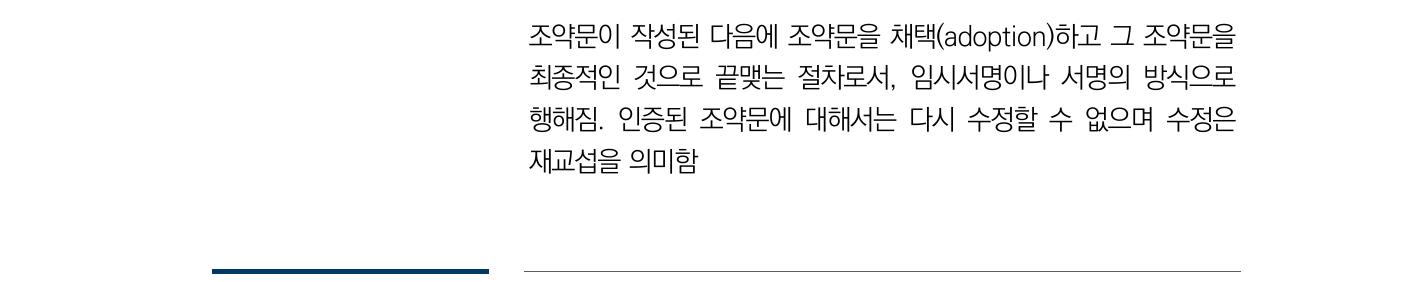 조약문이 작성된 다음에 조약문을 채택(adoption)하고 그 조약문을
최종적인 것으로 끝맺는 절차로서, 임시서명이나 서명의 방식으로
행해짐. 인증된 조약문에 대해서는 다시 수정할 수 없으며 수정은
재교섭을 의미함